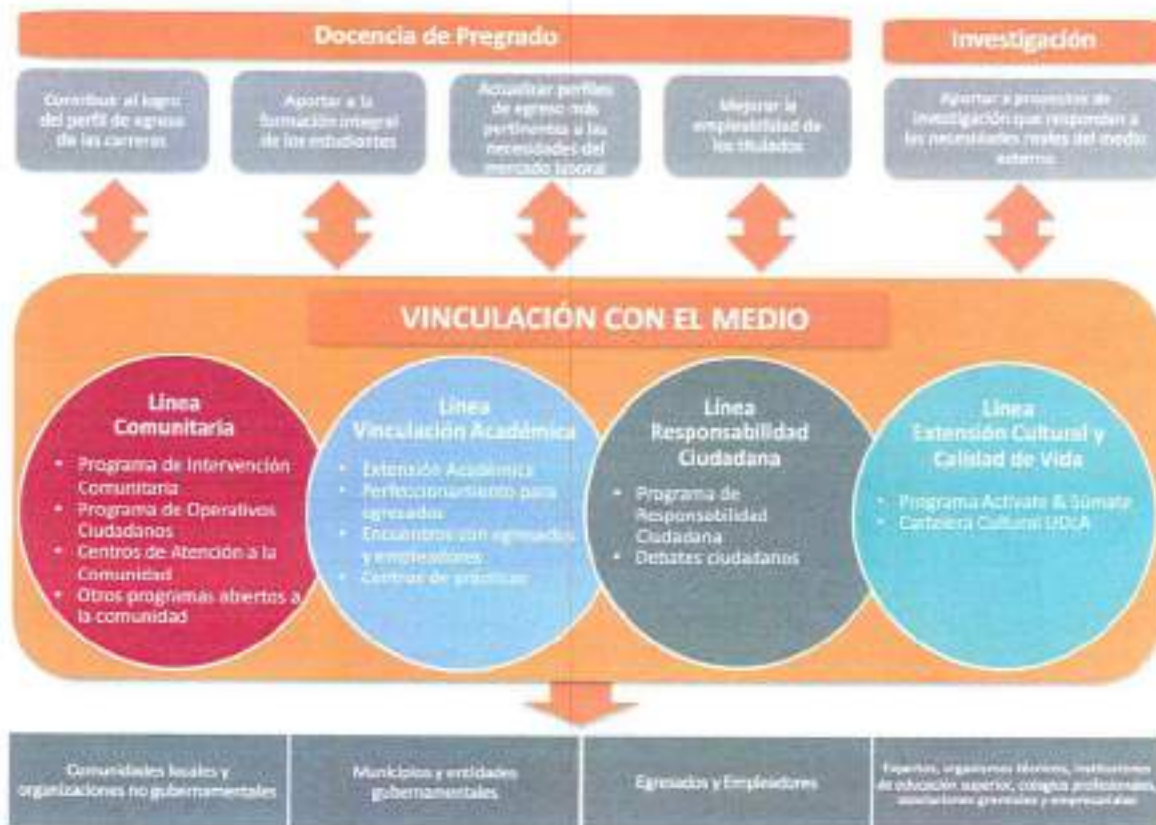 Docencia de Pregrado
Investigación
Contribuir al logro
del perfil de egreso
de las carreras
Aportar a la
formación integral
de los estudiantes
Actualizar perfiles
de egreso más
pertinentes a las
necesidades del
mercado laboral
Mejorar la
empleabilidad de
los titulados
Aportar a proyectos de
investigación que responden a
las necesidades reales del medio
externo.
VINCULACIÓN CON EL MEDIO
Línea
Comunitaria
• Programa de Intervención
Comunitaria
• Programa de Operativos
Ciudadanos
• Centros de Atención a la
Comunidad
• Otros programas abiertos a
la comunidad
Línea
Vinculación Académica
• Extensión Académica
• Perfeccionamiento para
egresados
• Encuentros con egresados
y empleadores
• Centros de prácticas
Línea
Responsabilidad
Ciudadana
• Programa de
Responsabilidad
Ciudadana
• Debates ciudadanos
Línea
Extensión Cultural y
Calidad de Vida
• Programa Activate & Súmate
• Cartelera Cultural UDLA
Comunidades locales y
organizaciones no gubernamentales
Municipios y entidades
gubernamentales
Egresados y Empleadores
Expertos, organismos técnicos, instituciones
de educación superior, colegios profesionales,
asociaciones gremiales y empresariales